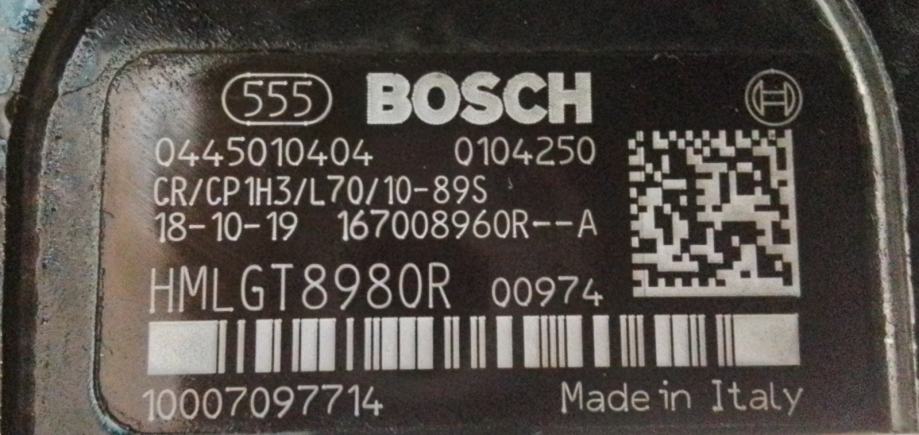 555 BOSCH
0445010404 0104250
CR/CP1H3/L70/10-89S
18-10-19 167008960R--A
HMLGT8980R 00974
10007097714 Made in Italy